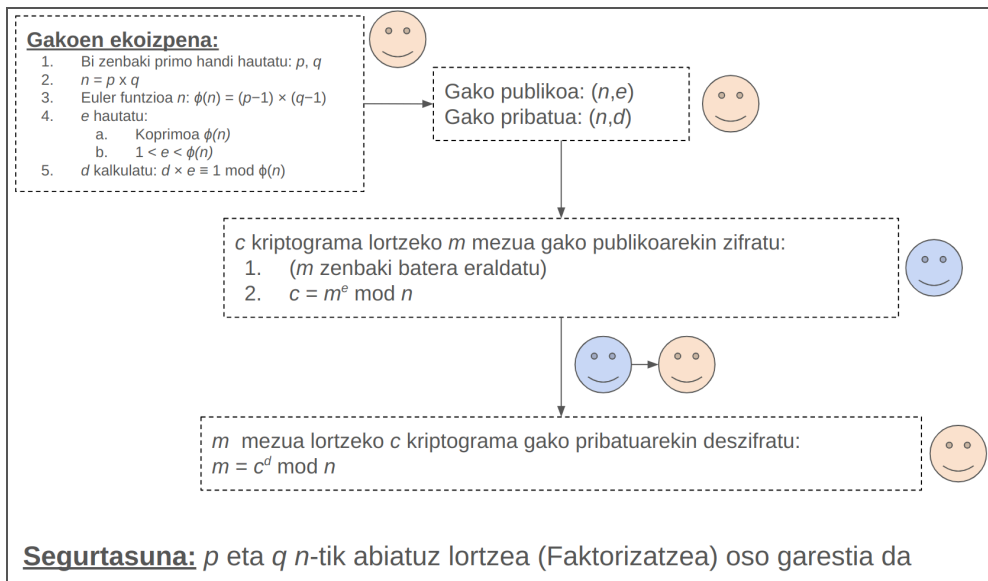 Gakoen ekoizpena:
1. Bi zenbaki primo handi hautatu: p, q
2. n = p x q
3. Euler funtzioa n: ϕ(n) = (p−1) × (q−1)
4. e hautatu:
a. Koprimoa ϕ(n)
b. 1 < e < ϕ(n)
5. d kalkulatu: d × e ≡ 1 mod ϕ(n)
Gako publikoa: (n,e)
Gako pribatua: (n,d)
c kriptograma lortzeko m mezua gako publikoarekin zifratu:
1. (m zenbaki batera eraldatu)
2. c = mᵉ mod n
m mezua lortzeko c kriptograma gako pribatuarekin deszifratu:
m = cᵈ mod n
Segurtasuna: p eta q n-tik abiatuz lortzea (Faktorizatzea) oso garestia da